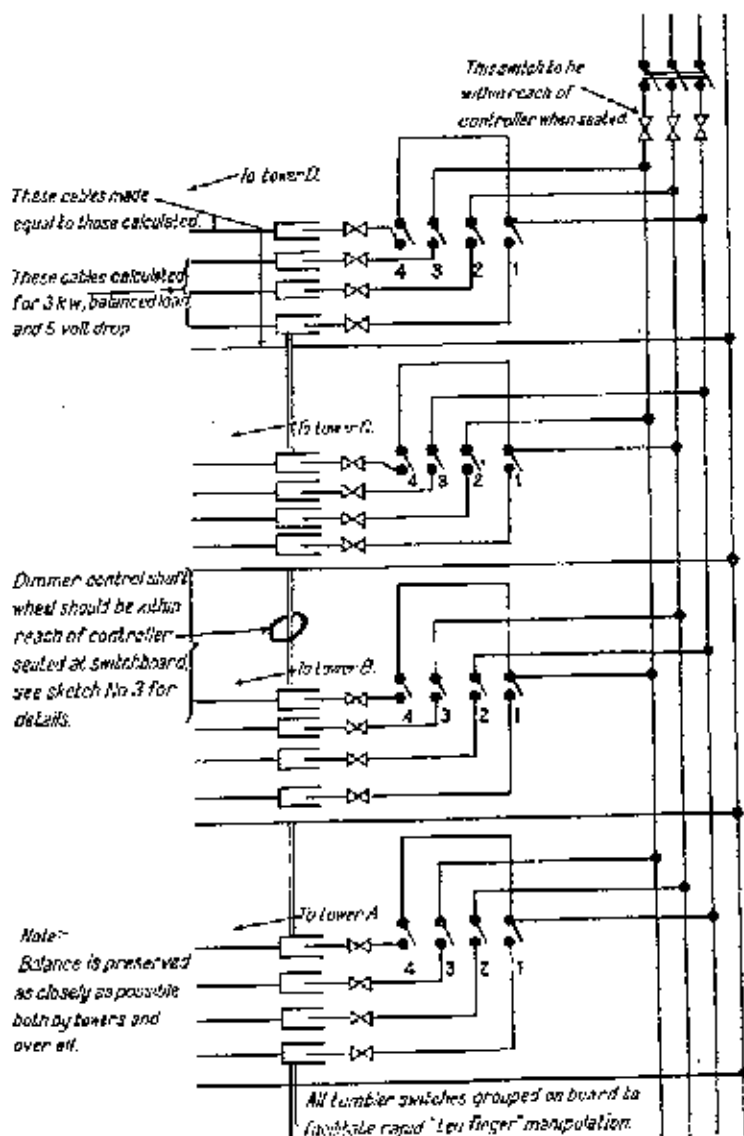 This switch to be
within reach of
controller when seated.
To tower D.
These cables made
equal to those calculated.
4 3 2 1
These cables calculated
for 3 kw, balanced load
and 5 volt drop
To tower C.
4 3 2 1
Dimmer control shaft
wheel should be within
reach of controller
seated at switchboard,
see sketch No 3 for
details.
To tower B.
4 3 2 1
To tower A
4 3 2 1
Note:-
Balance is preserved
as closely as possible
both by towers and
over all.
All tumbler switches grouped on board to
facilitate rapid "Ten finger" manipulation.